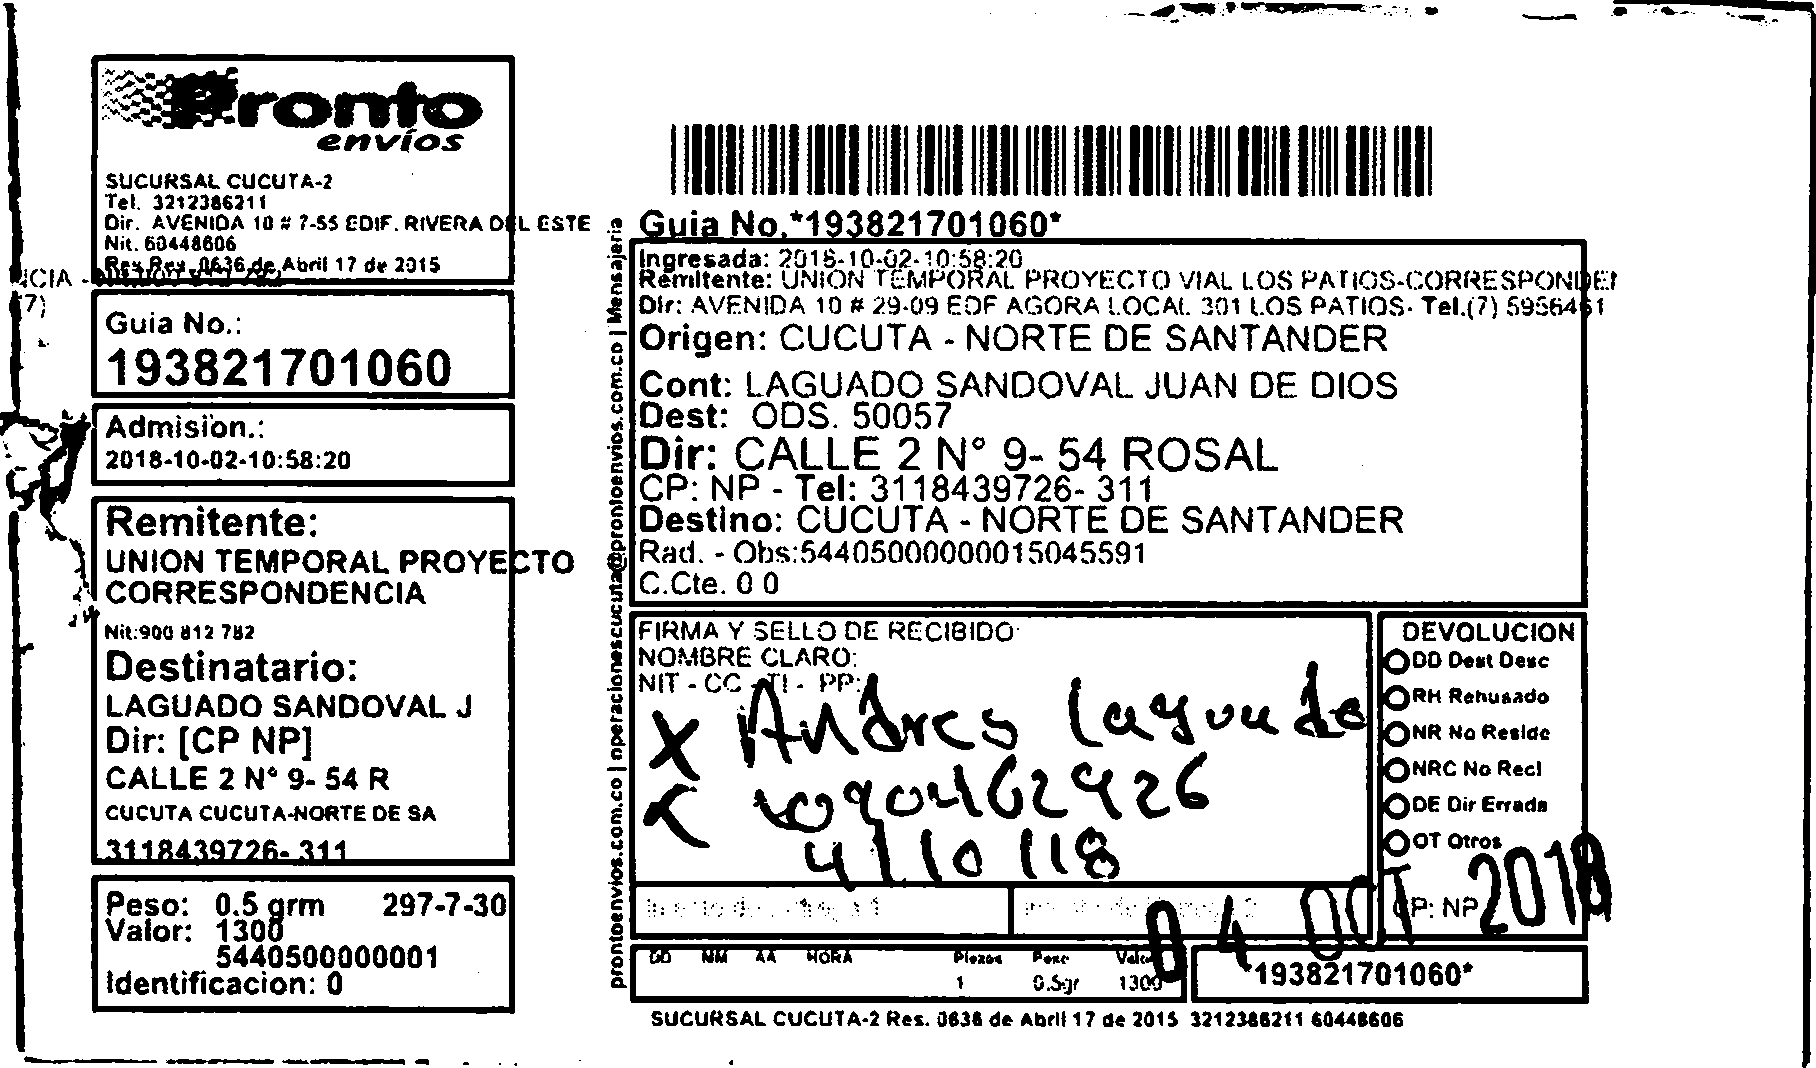 Pronto
envíos
SUCURSAL CUCUTA-2
Tel. 3212386211
Dir. AVENIDA 10 # 7-55 EDIF. RIVERA DEL ESTE
Nit. 60448606
Res Res. 0636 de Abril 17 de 2015
Guia No.:
193821701060
Admision.:
2018-10-02-10:58:20
Remitente:
UNION TEMPORAL PROYECTO
CORRESPONDENCIA
Nit:900 812 782
Destinatario:
LAGUADO SANDOVAL J
Dir: [CP NP]
CALLE 2 N° 9- 54 R
CUCUTA CUCUTA-NORTE DE SA
3118439726- 311
Peso: 0.5 grm 297-7-30
Valor: 1300
5440500000001
Identificacion: 0
prontoenvios.com.co | operacionescucuta@prontoenvios.com.co | Mensajeria
Guia No.*193821701060*
Ingresada: 2018-10-02-10:58:20
Remitente: UNION TEMPORAL PROYECTO VIAL LOS PATIOS-CORRESPONDEN
Dir: AVENIDA 10 # 29-09 EDF AGORA LOCAL 301 LOS PATIOS- Tel.(7) 5956461
Origen: CUCUTA - NORTE DE SANTANDER
Cont: LAGUADO SANDOVAL JUAN DE DIOS
Dest: ODS. 50057
Dir: CALLE 2 N° 9- 54 ROSAL
CP: NP - Tel: 3118439726- 311
Destino: CUCUTA - NORTE DE SANTANDER
Rad. - Obs:54405000000015045591
C.Cte. 0 0
FIRMA Y SELLO DE RECIBIDO
NOMBRE CLARO:
NIT - CC - TI - PP:
X Andres laguado
1090462926
4/10/18
DEVOLUCION
DD Dest Desc
RH Rehusado
NR No Reside
NRC No Recl
DE Dir Errada
OT Otros
CP: NP
04 OCT 2018
DD MM AA HORA Piezas Peso Valor
1 0.5gr 1300
*193821701060*
SUCURSAL CUCUTA-2 Res. 0636 de Abril 17 de 2015 3212386211 60448606